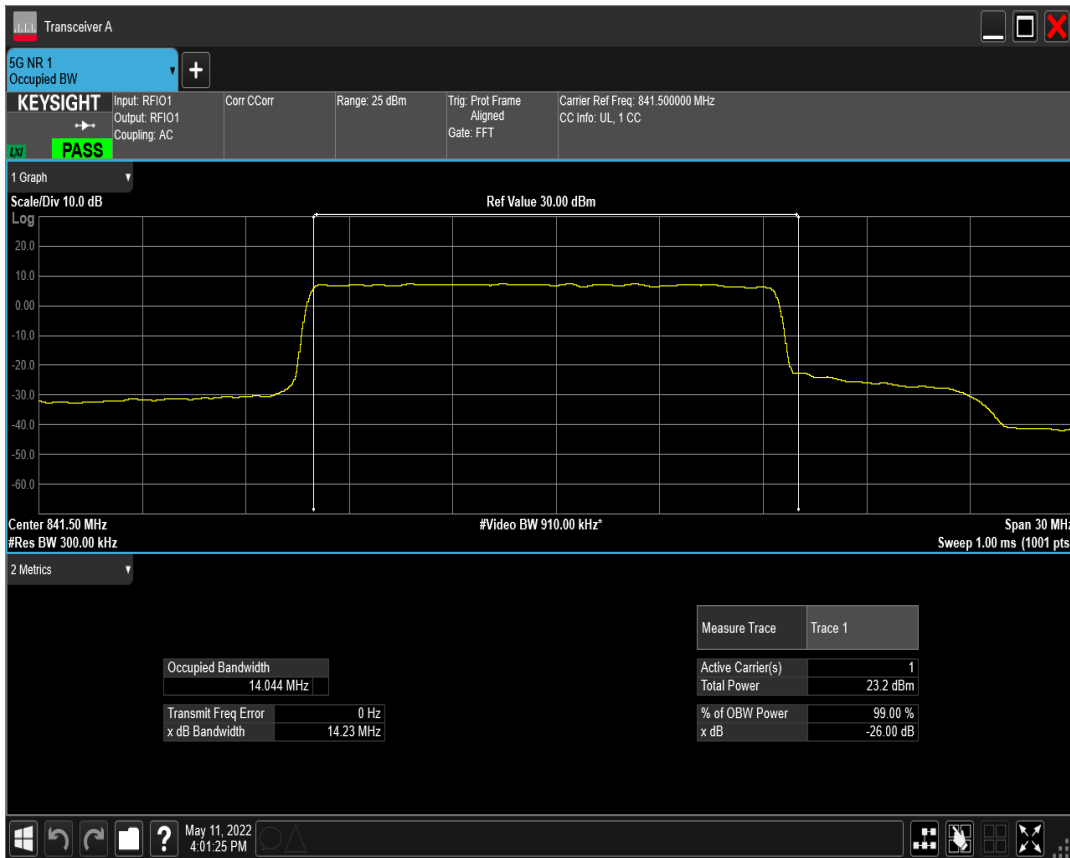 Transceiver A
5G NR 1
Occupied BW
KEYSIGHT
LXI
PASS
Input: RFIO1
Output: RFIO1
Coupling: AC
Corr CCorr
Range: 25 dBm
Trig: Prot Frame
Aligned
Gate: FFT
Carrier Ref Freq: 841.500000 MHz
CC Info: UL, 1 CC
1 Graph
Scale/Div 10.0 dB
Ref Value 30.00 dBm
Log
20.0
10.0
0.00
-10.0
-20.0
-30.0
-40.0
-50.0
-60.0
Center 841.50 MHz
#Video BW 910.00 kHz*
Span 30 MHz
#Res BW 300.00 kHz
Sweep 1.00 ms (1001 pts
2 Metrics
Measure Trace Trace 1
Occupied Bandwidth
14.044 MHz
Active Carrier(s) 1
Total Power 23.2 dBm
Transmit Freq Error 0 Hz
x dB Bandwidth 14.23 MHz
% of OBW Power 99.00 %
x dB -26.00 dB
?
May 11, 2022
4:01:25 PM